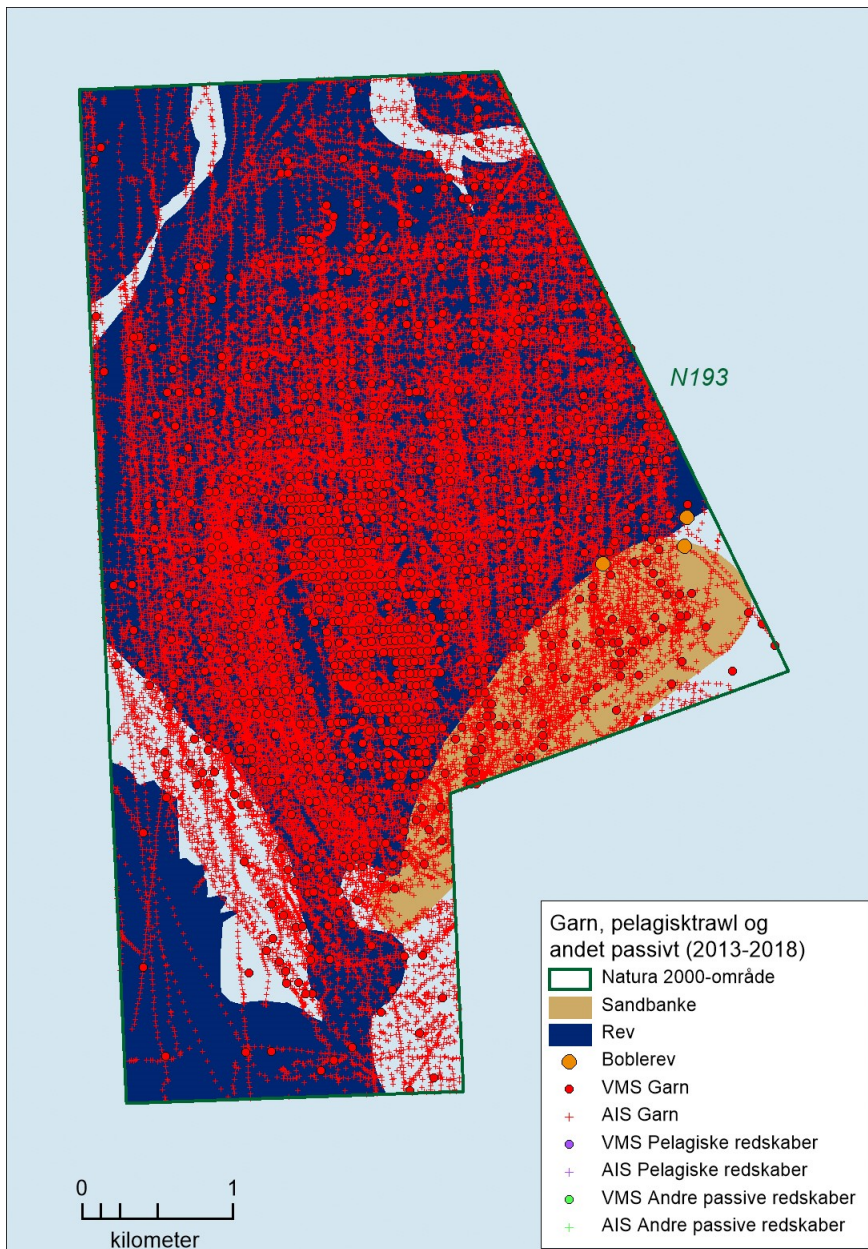 N193
Garn, pelagisktrawl og
andet passivt (2013-2018)
Natura 2000-område
Sandbanke
Rev
Boblerev
VMS Garn
AIS Garn
VMS Pelagiske redskaber
AIS Pelagiske redskaber
VMS Andre passive redskaber
AIS Andre passive redskaber
0 1
kilometer